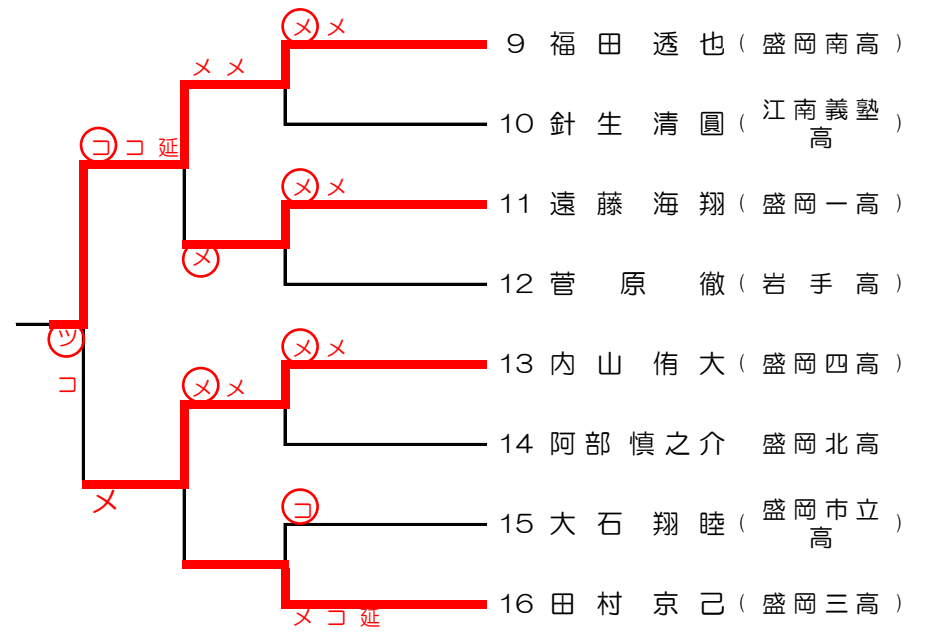 メメ
9 福田 透也(盛岡南高)
メメ
10 針生 清圓(江南義塾高)
ココ延
メメ
11 遠藤 海翔(盛岡一高)
メ
12 菅原 徹(岩手高)
ツ
コ
メメ
13 内山 侑大(盛岡四高)
メメ
14 阿部 慎之介 盛岡北高
メ
コ
15 大石 翔睦(盛岡市立高)
16 田村 京己(盛岡三高)
メコ延